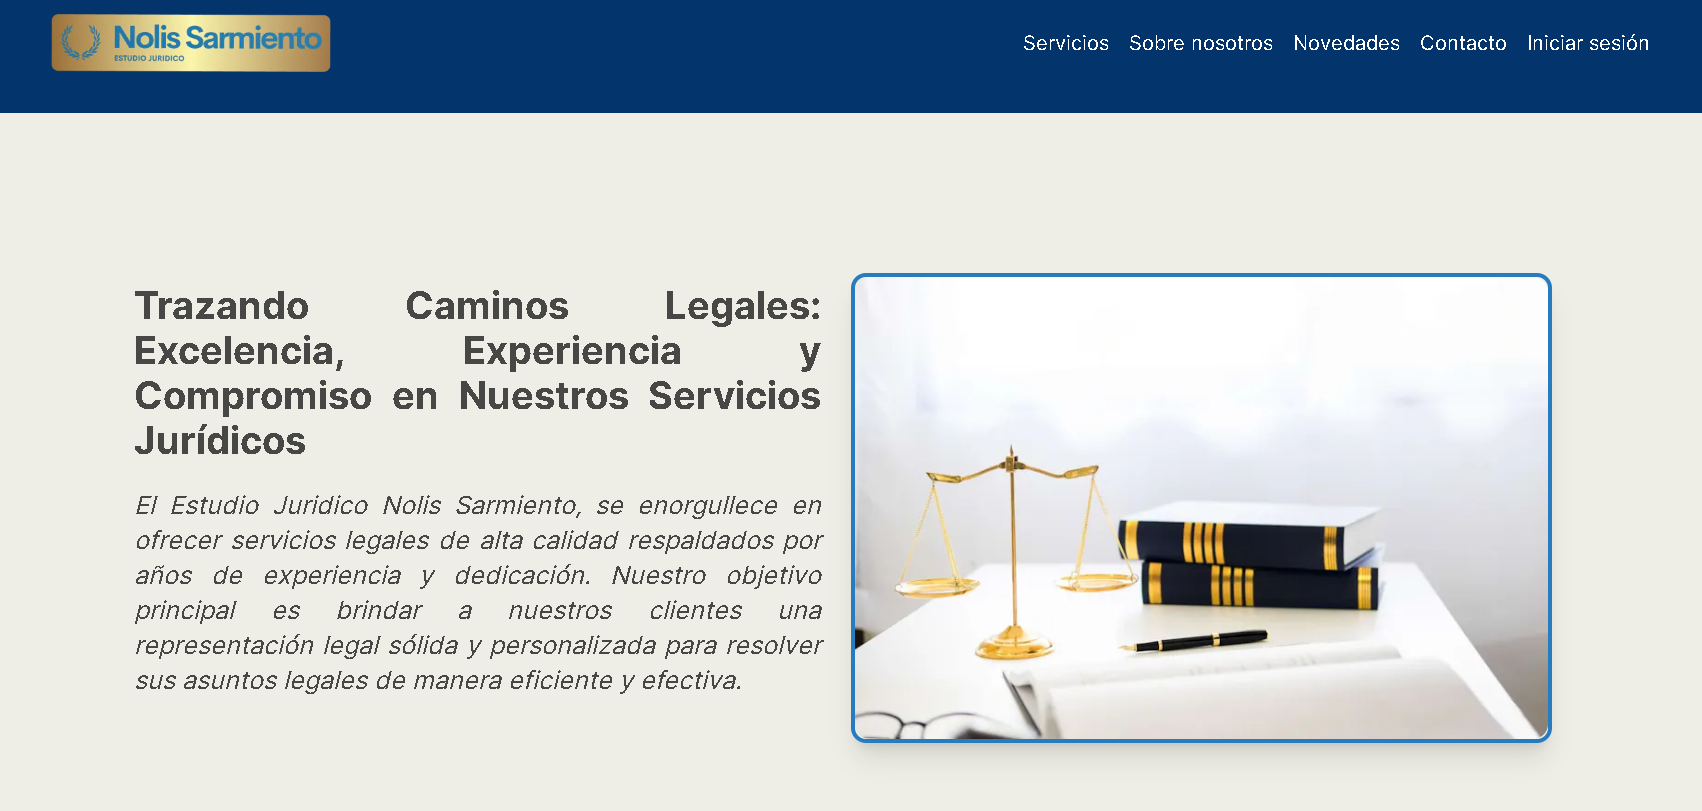 Nolis Sarmiento
ESTUDIO JURIDICO
Servicios Sobre nosotros Novedades Contacto Iniciar sesión
Trazando Caminos Legales:
Excelencia, Experiencia y
Compromiso en Nuestros Servicios
Jurídicos
El Estudio Juridico Nolis Sarmiento, se enorgullece en
ofrecer servicios legales de alta calidad respaldados por
años de experiencia y dedicación. Nuestro objetivo
principal es brindar a nuestros clientes una
representación legal sólida y personalizada para resolver
sus asuntos legales de manera eficiente y efectiva.